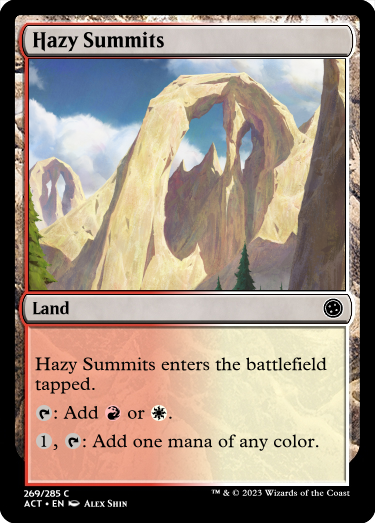 Hazy Summits
Land
Hazy Summits enters the battlefield
tapped.
: Add or .
1, : Add one mana of any color.
269/285 C
ACT • EN Alex Shin
™ & © 2023 Wizards of the Coast